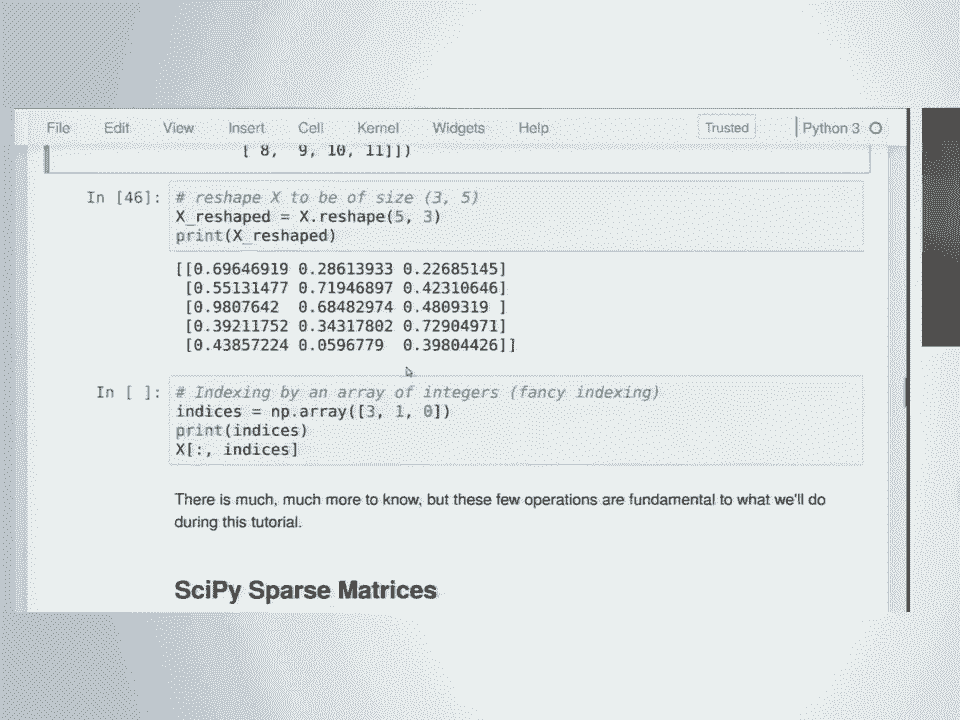 File Edit View Insert Cell Kernel Widgets Help Trusted Python 3
[ 8, 9, 10, 11]])
In [46]: # reshape X to be of size (3, 5)
X_reshaped = X.reshape(5, 3)
print(X_reshaped)
[[0.69646919 0.28613933 0.22685145]
[0.55131477 0.71946897 0.42310646]
[0.9807642 0.68482974 0.4809319 ]
[0.39211752 0.34317802 0.72904971]
[0.43857224 0.0596779 0.39804426]]
In [ ]: # Indexing by an array of integers (fancy indexing)
indices = np.array([3, 1, 0])
print(indices)
X[:, indices]
There is much, much more to know, but these few operations are fundamental to what we'll do
during this tutorial.
SciPy Sparse Matrices